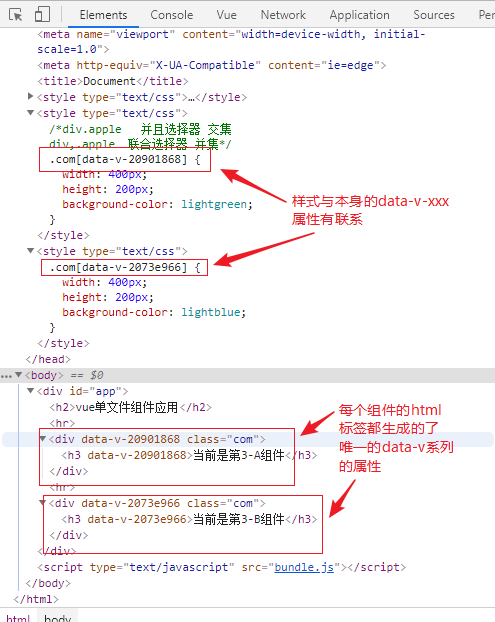 Elements Console Vue Network Application Sources Per
<meta name="viewport" content="width=device-width, initial-
scale=1.0">
<meta http-equiv="X-UA-Compatible" content="ie=edge">
<title>Document</title>
<style type="text/css">…</style>
<style type="text/css">
/*div.apple 并且选择器 交集
div,.apple 联合选择器 并集*/
.com[data-v-20901868] {
width: 400px;
height: 200px;
background-color: lightgreen;
}
</style>
样式与本身的data-v-xxx
属性有联系
<style type="text/css">
.com[data-v-2073e966] {
width: 400px;
height: 200px;
background-color: lightblue;
}
</style>
</head>
…<body> == $0
<div id="app">
<h2>vue单文件组件应用</h2>
<hr>
<div data-v-20901868 class="com">
<h3 data-v-20901868>当前是第3-A组件</h3>
</div>
<hr>
<div data-v-2073e966 class="com">
<h3 data-v-2073e966>当前是第3-B组件</h3>
</div>
</div>
每个组件的html
标签都生成的了
唯一的data-v系列
的属性
<script type="text/javascript" src="bundle.js"></script>
</body>
</html>
html body